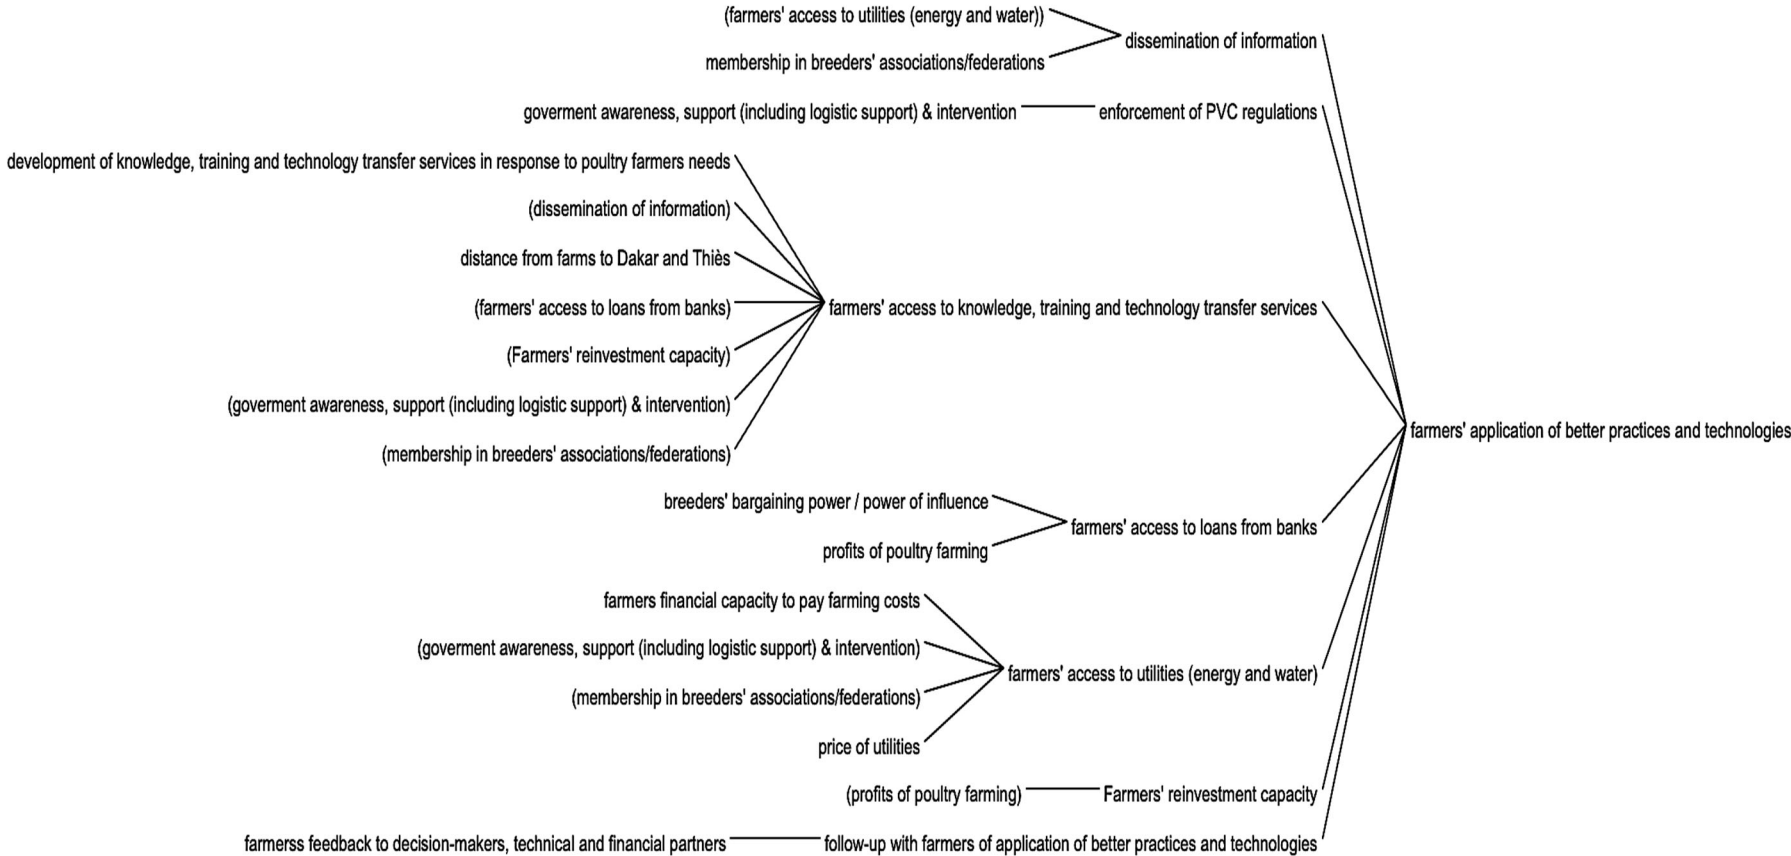 (farmers' access to utilities (energy and water))
dissemination of information
membership in breeders' associations/federations
goverment awareness, support (including logistic support) & intervention
enforcement of PVC regulations
development of knowledge, training and technology transfer services in response to poultry farmers needs
(dissemination of information)
distance from farms to Dakar and Thiès
(farmers' access to loans from banks)
farmers' access to knowledge, training and technology transfer services
(Farmers' reinvestment capacity)
(goverment awareness, support (including logistic support) & intervention)
farmers' application of better practices and technologies
(membership in breeders' associations/federations)
breeders' bargaining power / power of influence
farmers' access to loans from banks
profits of poultry farming
farmers financial capacity to pay farming costs
(goverment awareness, support (including logistic support) & intervention)
farmers' access to utilities (energy and water)
(membership in breeders' associations/federations)
price of utilities
(profits of poultry farming)
Farmers' reinvestment capacity
farmerss feedback to decision-makers, technical and financial partners
follow-up with farmers of application of better practices and technologies